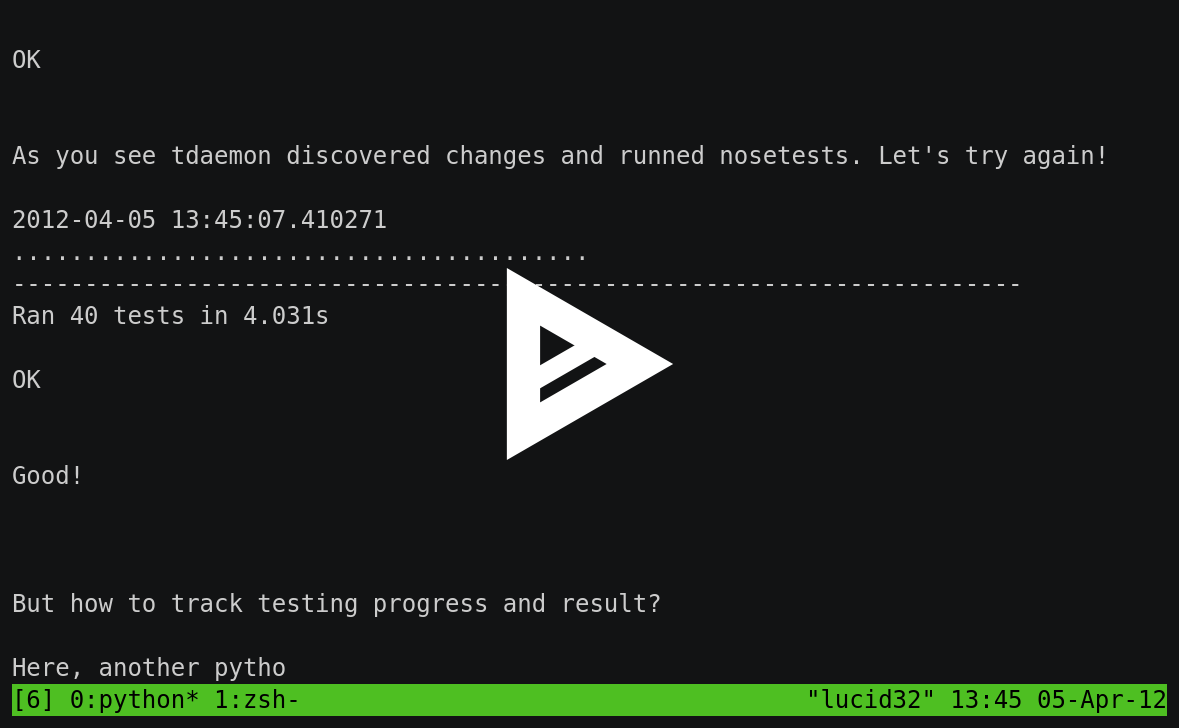 OK
As you see tdaemon discovered changes and runned nosetests. Let's try again!
2012-04-05 13:45:07.410271
........................................
----------------------------------------------------------------------
Ran 40 tests in 4.031s
OK
Good!
But how to track testing progress and result?
Here, another pytho
[6] 0:python* 1:zsh- "lucid32" 13:45 05-Apr-12